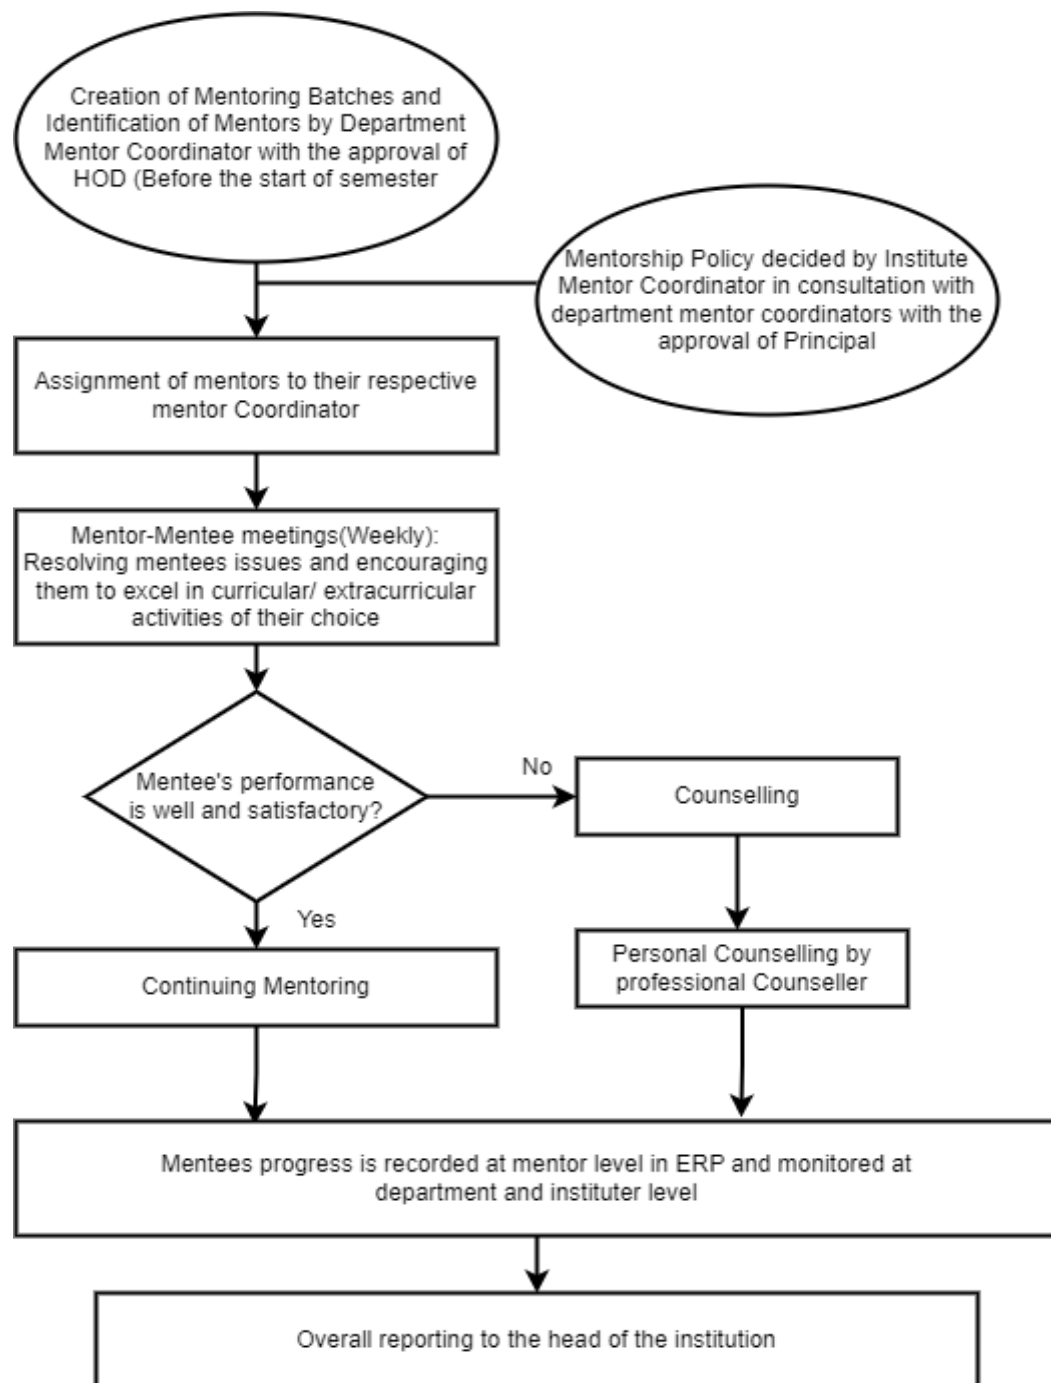 Creation of Mentoring Batches and
Identification of Mentors by Department
Mentor Coordinator with the approval of
HOD (Before the start of semester
Mentorship Policy decided by Institute
Mentor Coordinator in consultation with
department mentor coordinators with the
approval of Principal
Assignment of mentors to their respective
mentor Coordinator
Mentor-Mentee meetings(Weekly):
Resolving mentees issues and encouraging
them to excel in curricular/ extracurricular
activities of their choice
Mentee's performance
is well and satisfactory?
No
Counselling
Yes
Continuing Mentoring
Personal Counselling by
professional Counseller
Mentees progress is recorded at mentor level in ERP and monitored at
department and instituter level
Overall reporting to the head of the institution